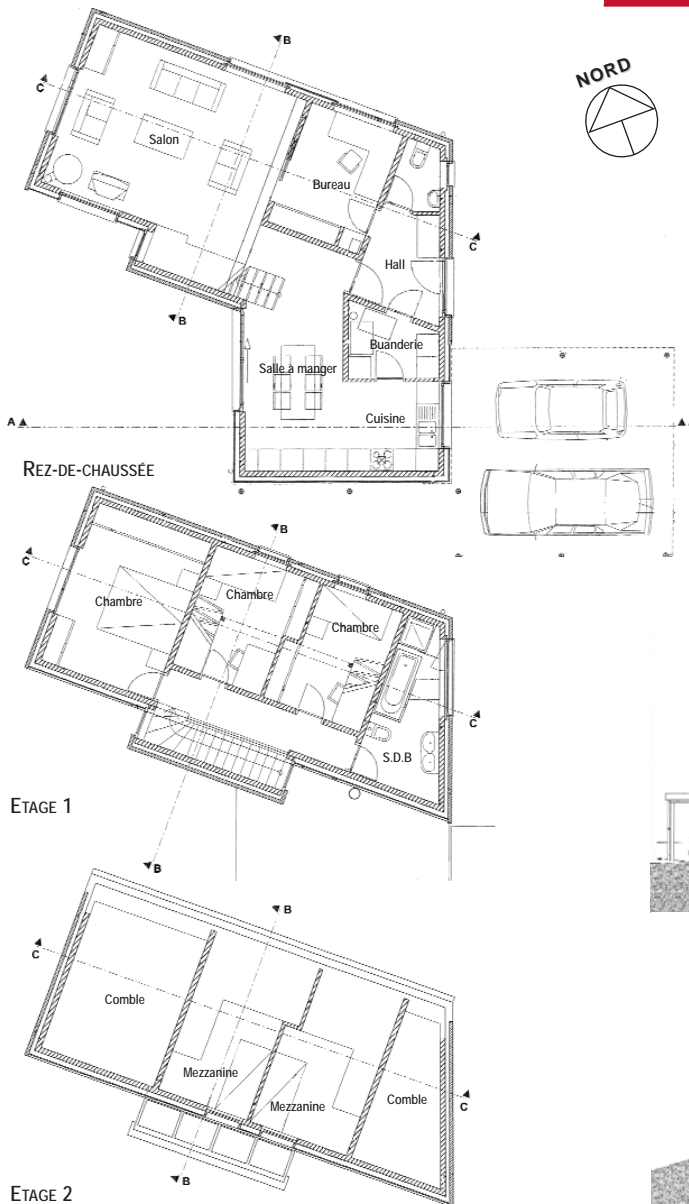 B
C
NORD
Salon
Bureau
Hall
C
B
Buanderie
Salle à manger
Cuisine
A
A
REZ-DE-CHAUSSÉE
B
C
Chambre
Chambre
Chambre
C
S.D.B
ETAGE 1
B
B
C
Comble
Mezzanine
Mezzanine
Comble
C
B
ETAGE 2